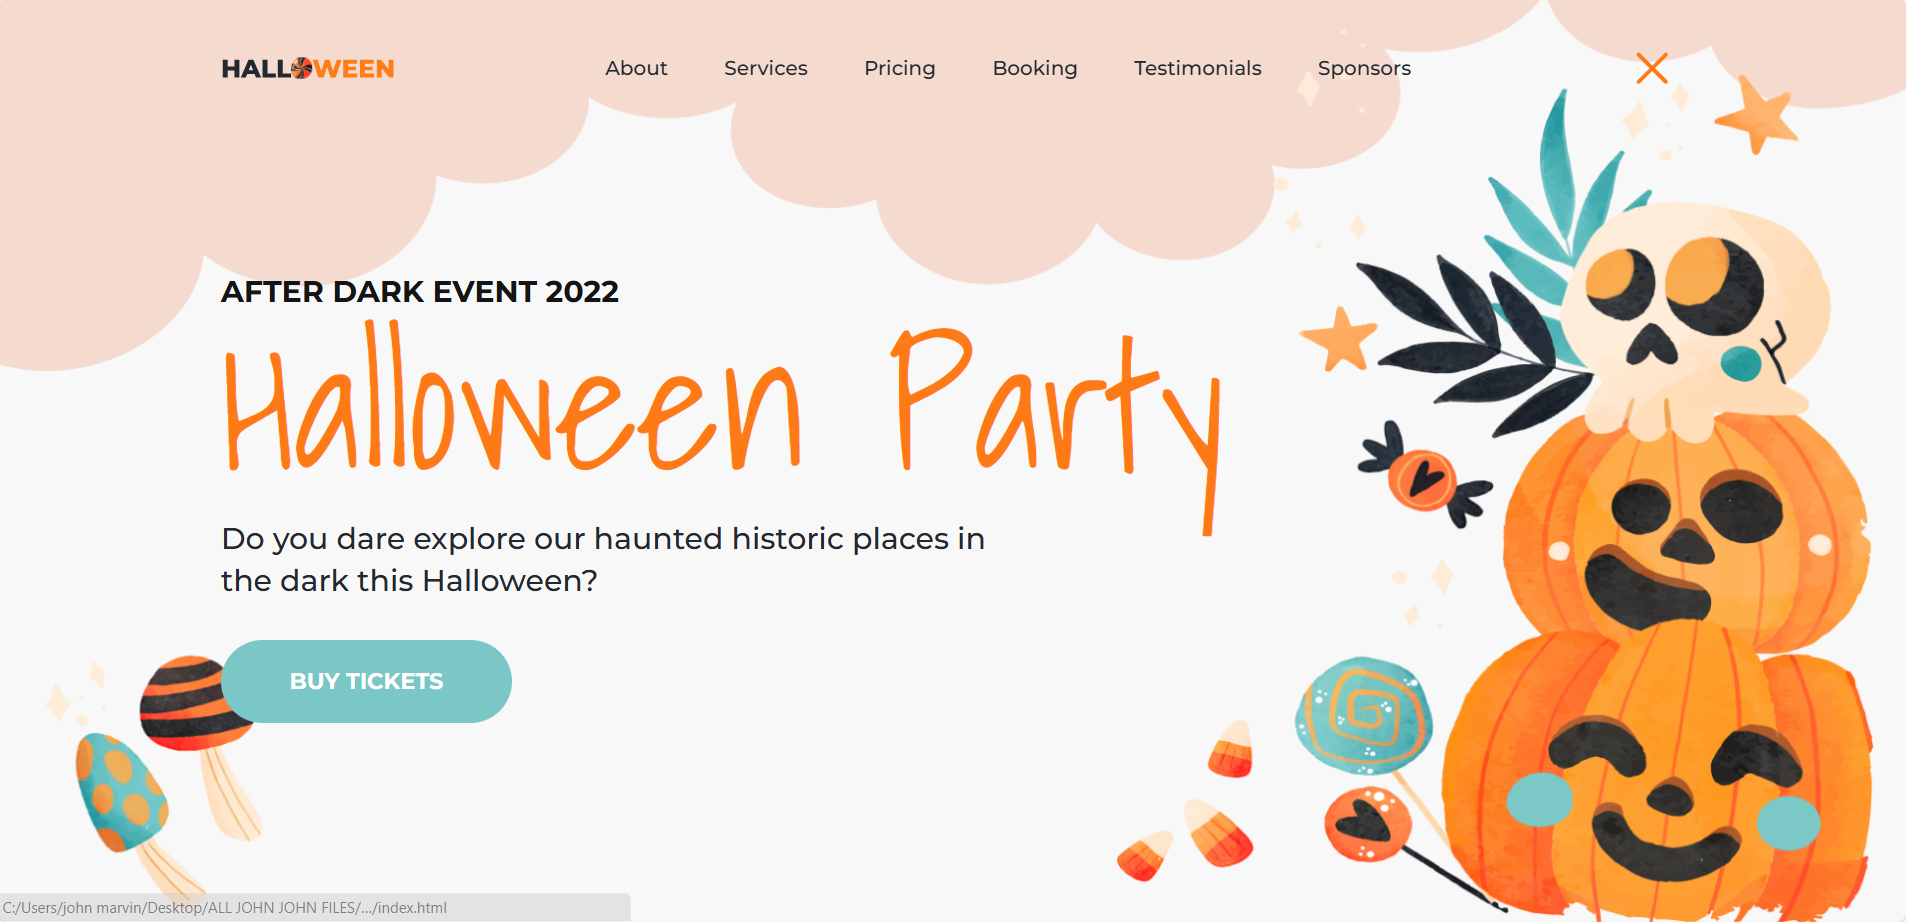 HALLOWEEN
About
Services
Pricing
Booking
Testimonials
Sponsors
AFTER DARK EVENT 2022
Halloween Party
Do you dare explore our haunted historic places in
the dark this Halloween?
BUY TICKETS
C:/Users/john marvin/Desktop/ALL JOHN JOHN FILES/.../index.html